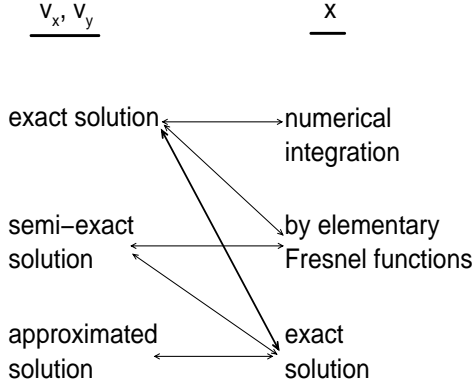 v_x, v_y
x
exact solution
numerical
integration
semi−exact
solution
by elementary
Fresnel functions
approximated
solution
exact
solution